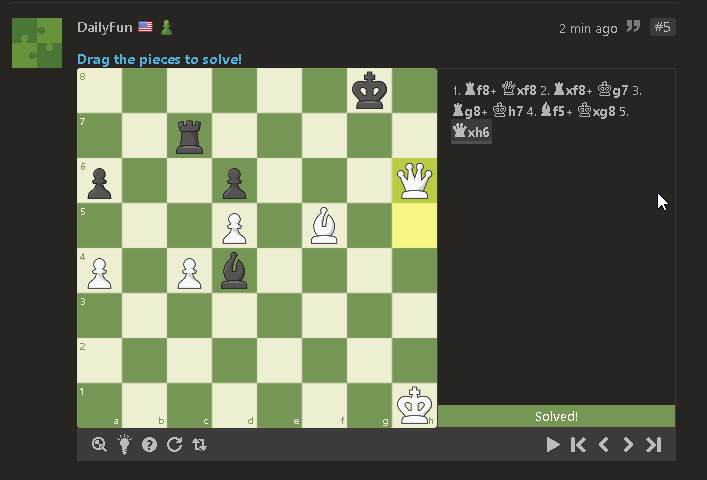 DailyFun
2 min ago
#5
Drag the pieces to solve!
8
7
6
5
4
3
2
1
a b c d e f g h
1. ♜f8+ ♕xf8 2. ♜xf8+ ♔g7 3.
♜g8+ ♔h7 4. ♝f5+ ♔xg8 5.
♛xh6
Solved!